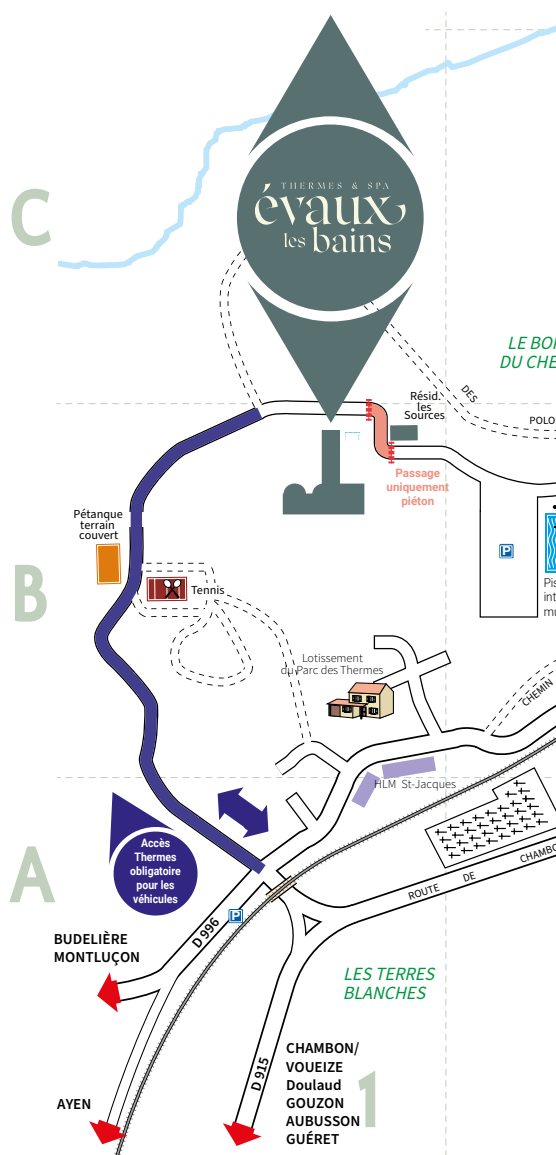 THERMES & SPA
évaux
les bains
C
LE BO
DU CHE
DES
Résid.
les
Sources
POLO
Passage
uniquement
piéton
Pétanque
terrain
couvert
P
B
Tennis
Pis
int
mu
Lotissement
du Parc des Thermes
CHEMIN
HLM St-Jacques
A
Accès
Thermes
obligatoire
pour les
véhicules
ROUTE DE CHAMBO
P
D 996
BUDELIÈRE
MONTLUÇON
LES TERRES
BLANCHES
AYEN
D 915
CHAMBON/
VOUEIZE
Doulaud
GOUZON
AUBUSSON
GUÉRET
1